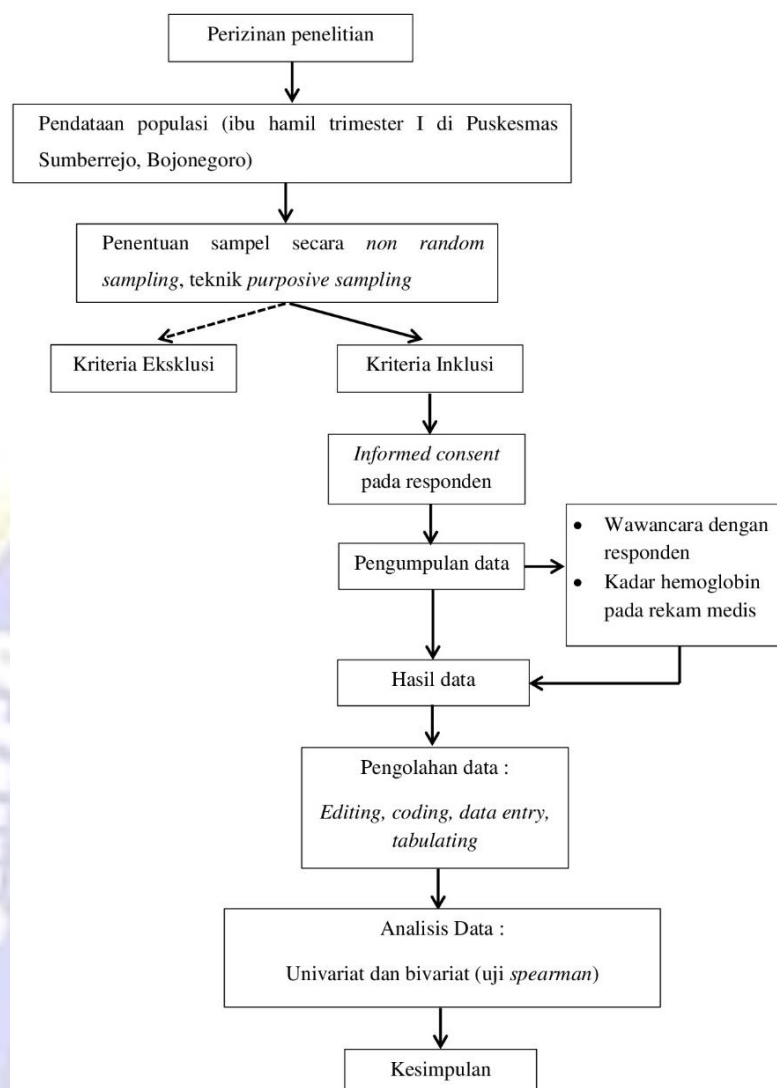 Perizinan penelitian
Pendataan populasi (ibu hamil trimester I di Puskesmas
Sumberrejo, Bojonegoro)
Penentuan sampel secara non random
sampling, teknik purposive sampling
Kriteria Eksklusi
Kriteria Inklusi
Informed consent
pada responden
Pengumpulan data
• Wawancara dengan
responden
• Kadar hemoglobin
pada rekam medis
Hasil data
Pengolahan data :
Editing, coding, data entry,
tabulating
Analisis Data :
Univariat dan bivariat (uji spearman)
Kesimpulan